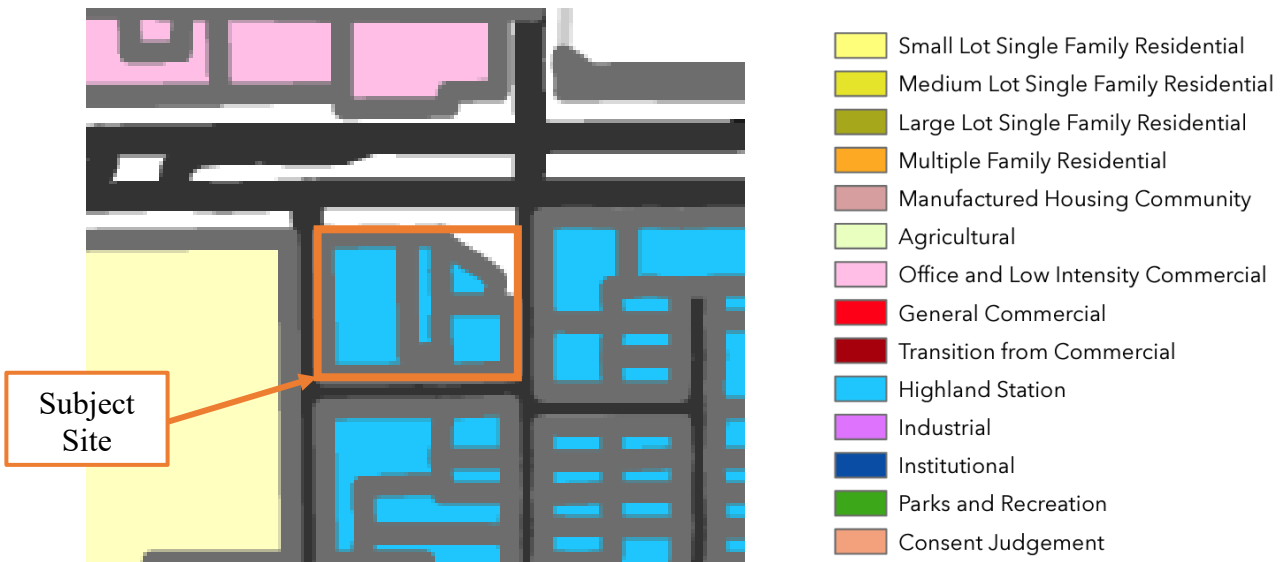 Subject
Site
Small Lot Single Family Residential
Medium Lot Single Family Residential
Large Lot Single Family Residential
Multiple Family Residential
Manufactured Housing Community
Agricultural
Office and Low Intensity Commercial
General Commercial
Transition from Commercial
Highland Station
Industrial
Institutional
Parks and Recreation
Consent Judgement